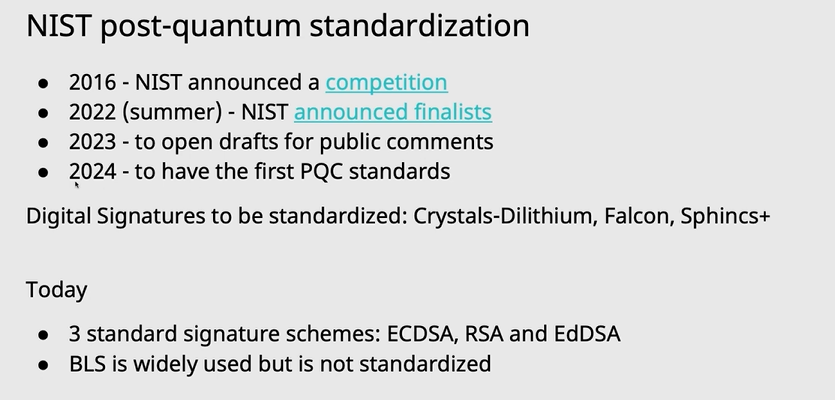 NIST post-quantum standardization
● 2016 - NIST announced a competition
● 2022 (summer) - NIST announced finalists
● 2023 - to open drafts for public comments
● 2024 - to have the first PQC standards
Digital Signatures to be standardized: Crystals-Dilithium, Falcon, Sphincs+
Today
● 3 standard signature schemes: ECDSA, RSA and EdDSA
● BLS is widely used but is not standardized